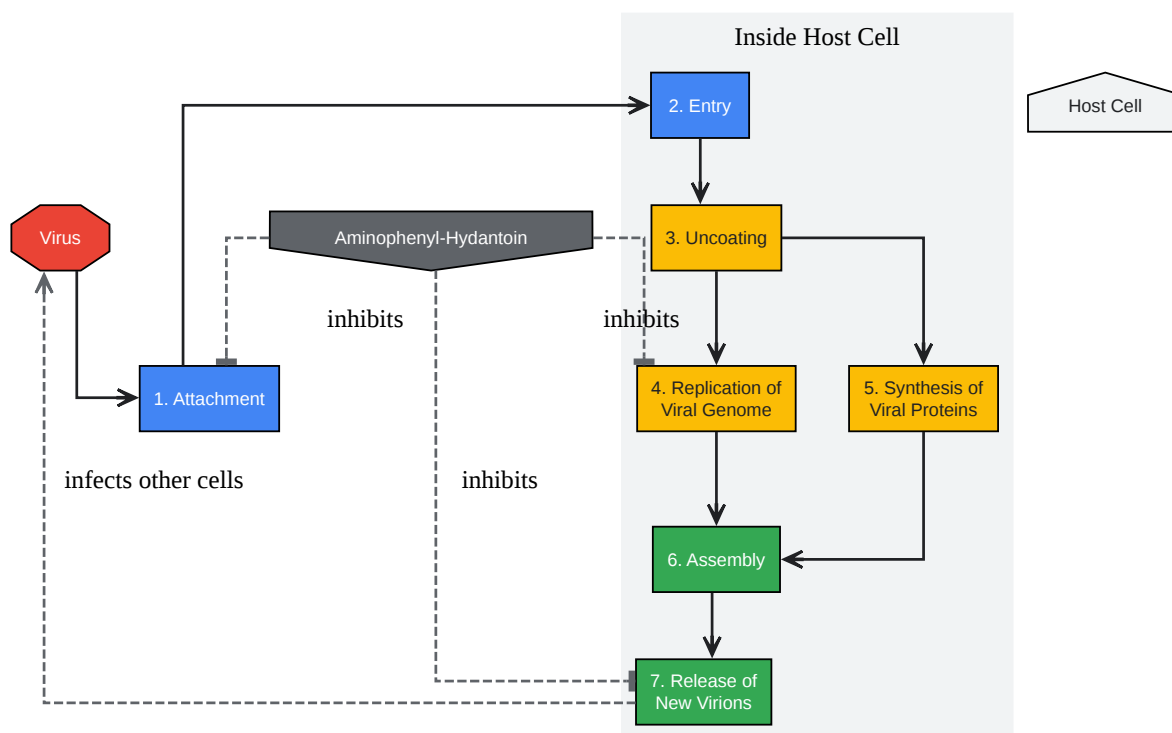 Inside Host Cell
2. Entry
Host Cell
Virus
Aminophenyl-Hydantoin
3. Uncoating
inhibits
inhibits
1. Attachment
4. Replication of
Viral Genome
5. Synthesis of
Viral Proteins
infects other cells
inhibits
6. Assembly
7. Release of
New Virions